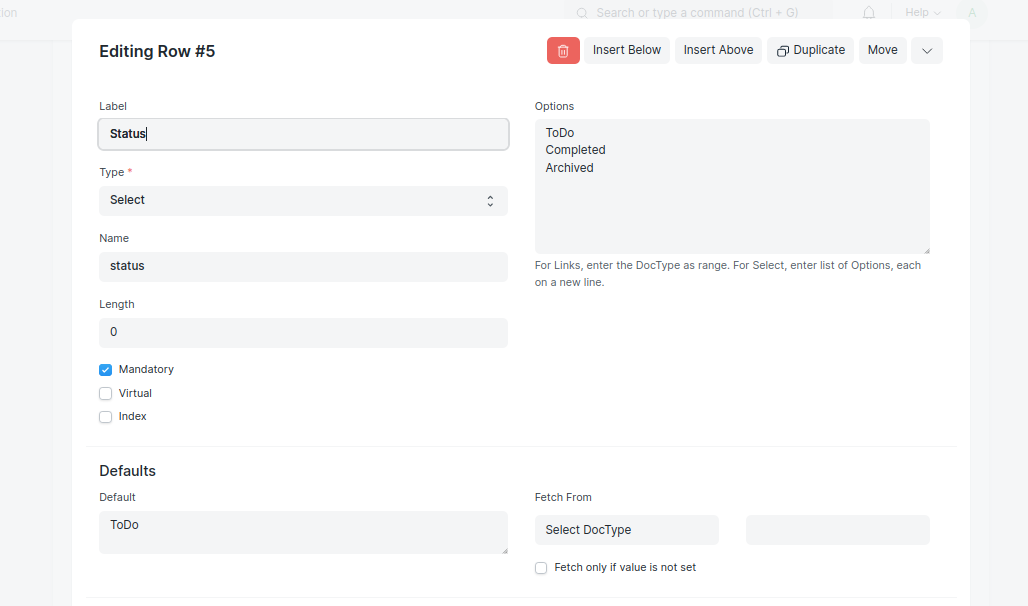 tion
Search or type a command (Ctrl + G)
Help
A
Editing Row #5
Insert Below
Insert Above
Duplicate
Move
Label
Status
Type *
Select
Name
status
Length
0
Mandatory
Virtual
Index
Options
ToDo
Completed
Archived
For Links, enter the DocType as range. For Select, enter list of Options, each
on a new line.
Defaults
Default
ToDo
Fetch From
Select DocType
Fetch only if value is not set